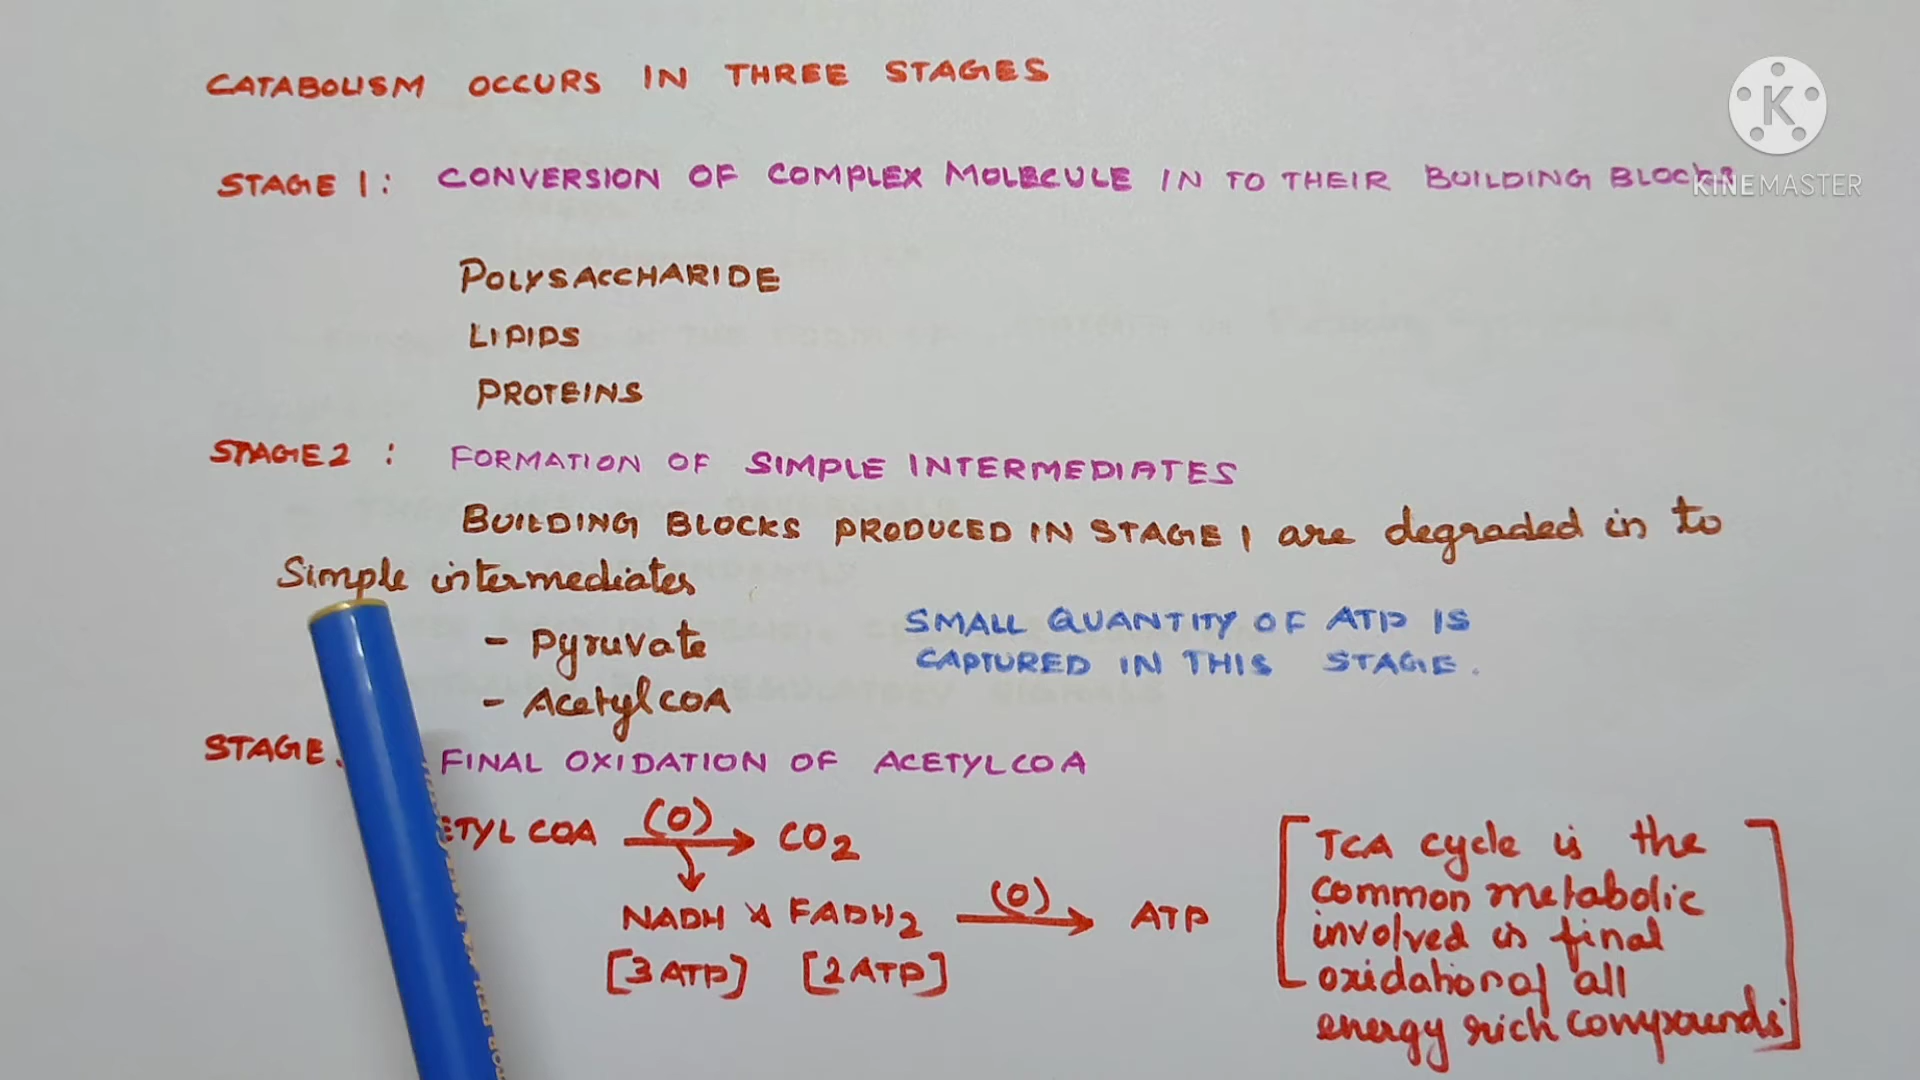 CATABOLISM OCCURS IN THREE STAGES
K
KINEMASTER
STAGE 1: CONVERSION OF COMPLEX MOLECULE IN TO THEIR BUILDING BLOCKS
POLYSACCHARIDE
LIPIDS
PROTEINS
STAGE 2 : FORMATION OF SIMPLE INTERMEDIATES
BUILDING BLOCKS PRODUCED IN STAGE 1 are degraded in to
Simple intermediates
- Pyruvate
- Acetyl COA
SMALL QUANTITY OF ATP IS
CAPTURED IN THIS STAGE.
STAGE FINAL OXIDATION OF ACETYL COA
ETYL COA (O) → CO2
NADH & FADH2 (O) → ATP
[3 ATP] [2 ATP]
[TCA cycle is the
common metabolic
involved in final
oxidation of all
energy rich compounds]